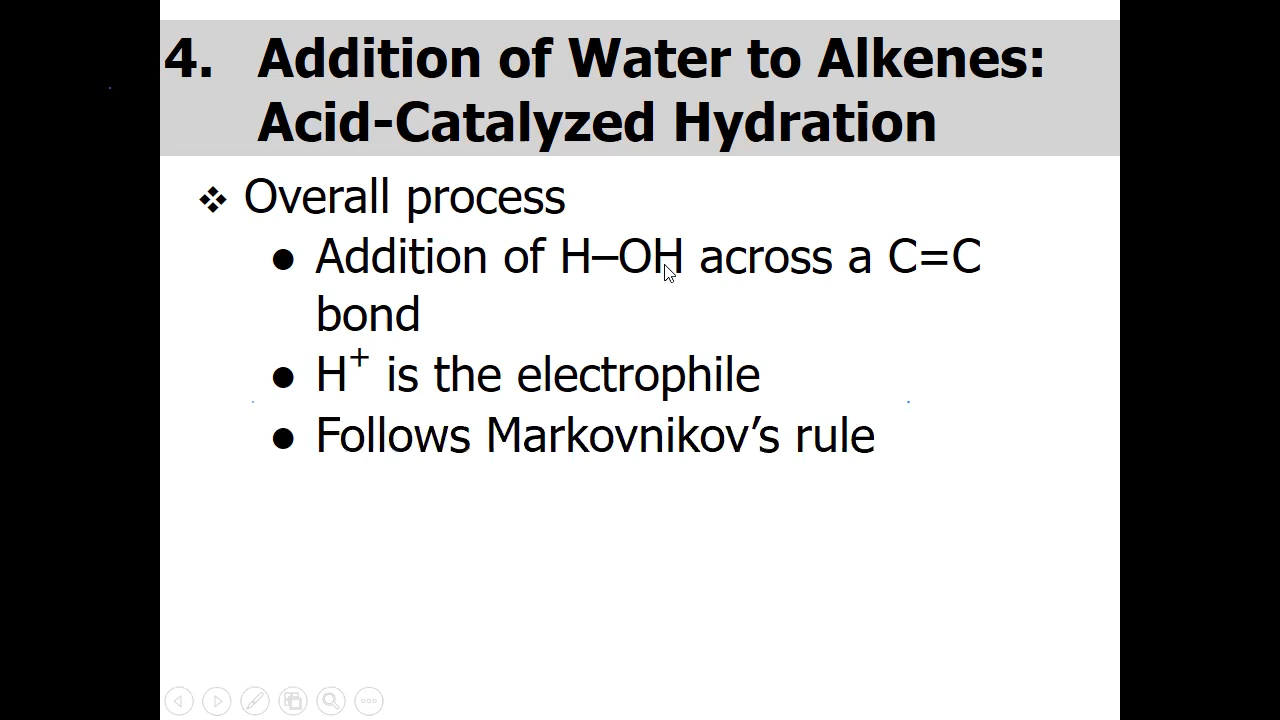 4. Addition of Water to Alkenes:
Acid-Catalyzed Hydration
❖ Overall process
● Addition of H–OH across a C=C
bond
● H⁺ is the electrophile
● Follows Markovnikov’s rule